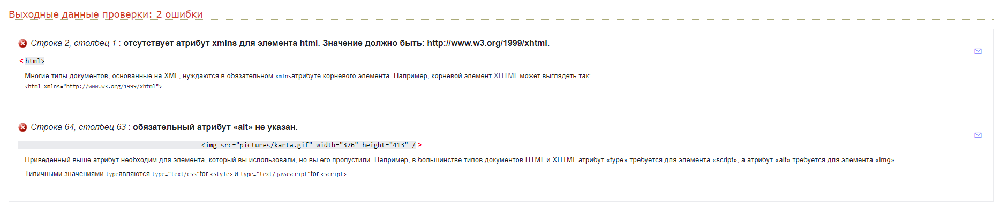 Выходные данные проверки: 2 ошибки
Строка 2, столбец 1 : отсутствует атрибут xmlns для элемента html. Значение должно быть: http://www.w3.org/1999/xhtml.
<html>
Многие типы документов, основанные на XML, нуждаются в обязательном xmlnsатрибуте корневого элемента. Например, корневой элемент XHTML может выглядеть так:
<html xmlns="http://www.w3.org/1999/xhtml">
Строка 64, столбец 63 : обязательный атрибут «alt» не указан.
<img src="pictures/karta.gif" width="376" height="413" />
Приведенный выше атрибут необходим для элемента, который вы использовали, но вы его пропустили. Например, в большинстве типов документов HTML и XHTML атрибут «type» требуется для элемента «script», а атрибут «alt» требуется для элемента «img».
Типичными значениями typeявляются type="text/css"for <style> и type="text/javascript"for <script>.